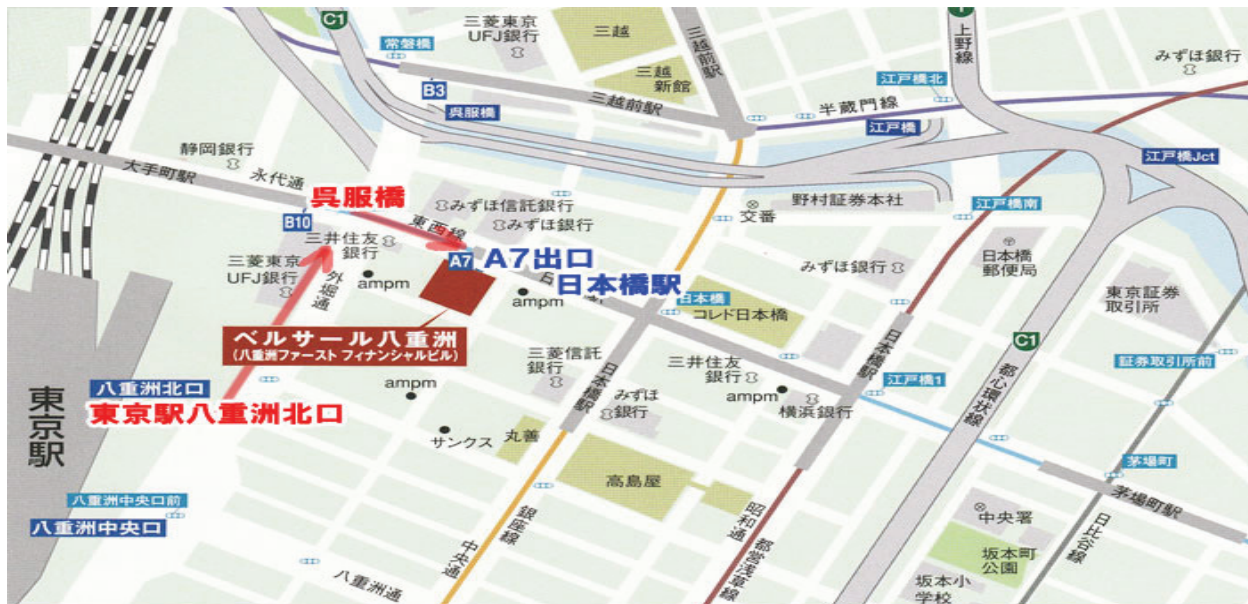 C1
三菱東京
UFJ銀行
三越
三越前駅
上野線
みずほ銀行
常盤橋
三越
新館
江戸橋北
B3
三越前駅
半蔵門線
呉服橋
江戸橋
静岡銀行
江戸橋Jct
大手町駅
永代通
呉服橋
みずほ信託銀行
野村証券本社
交番
江戸橋南
B10
東西線
みずほ銀行
三井住友
銀行
A7
A7出口
日本橋駅
三菱東京
UFJ銀行
外堀通
ampm
ampm
日本橋
コレド日本橋
みずほ銀行
日本橋
郵便局
東京証券
取引所
ベルサール八重洲
(八重洲ファースト フィナンシャルビル)
C1
三菱信託
銀行
日本橋駅
三井住友
銀行
日本橋駅
都心環状線
証券取引所前
八重洲北口
東京駅八重洲北口
ampm
みずほ
銀行
ampm
江戸橋1
横浜銀行
東京駅
サンクス
丸善
高島屋
茅場町
茅場町駅
八重洲中央口前
八重洲中央口
銀座線
中央通
昭和通
都営浅草線
中央署
日比谷線
坂本町
公園
八重洲通
坂本小
学校